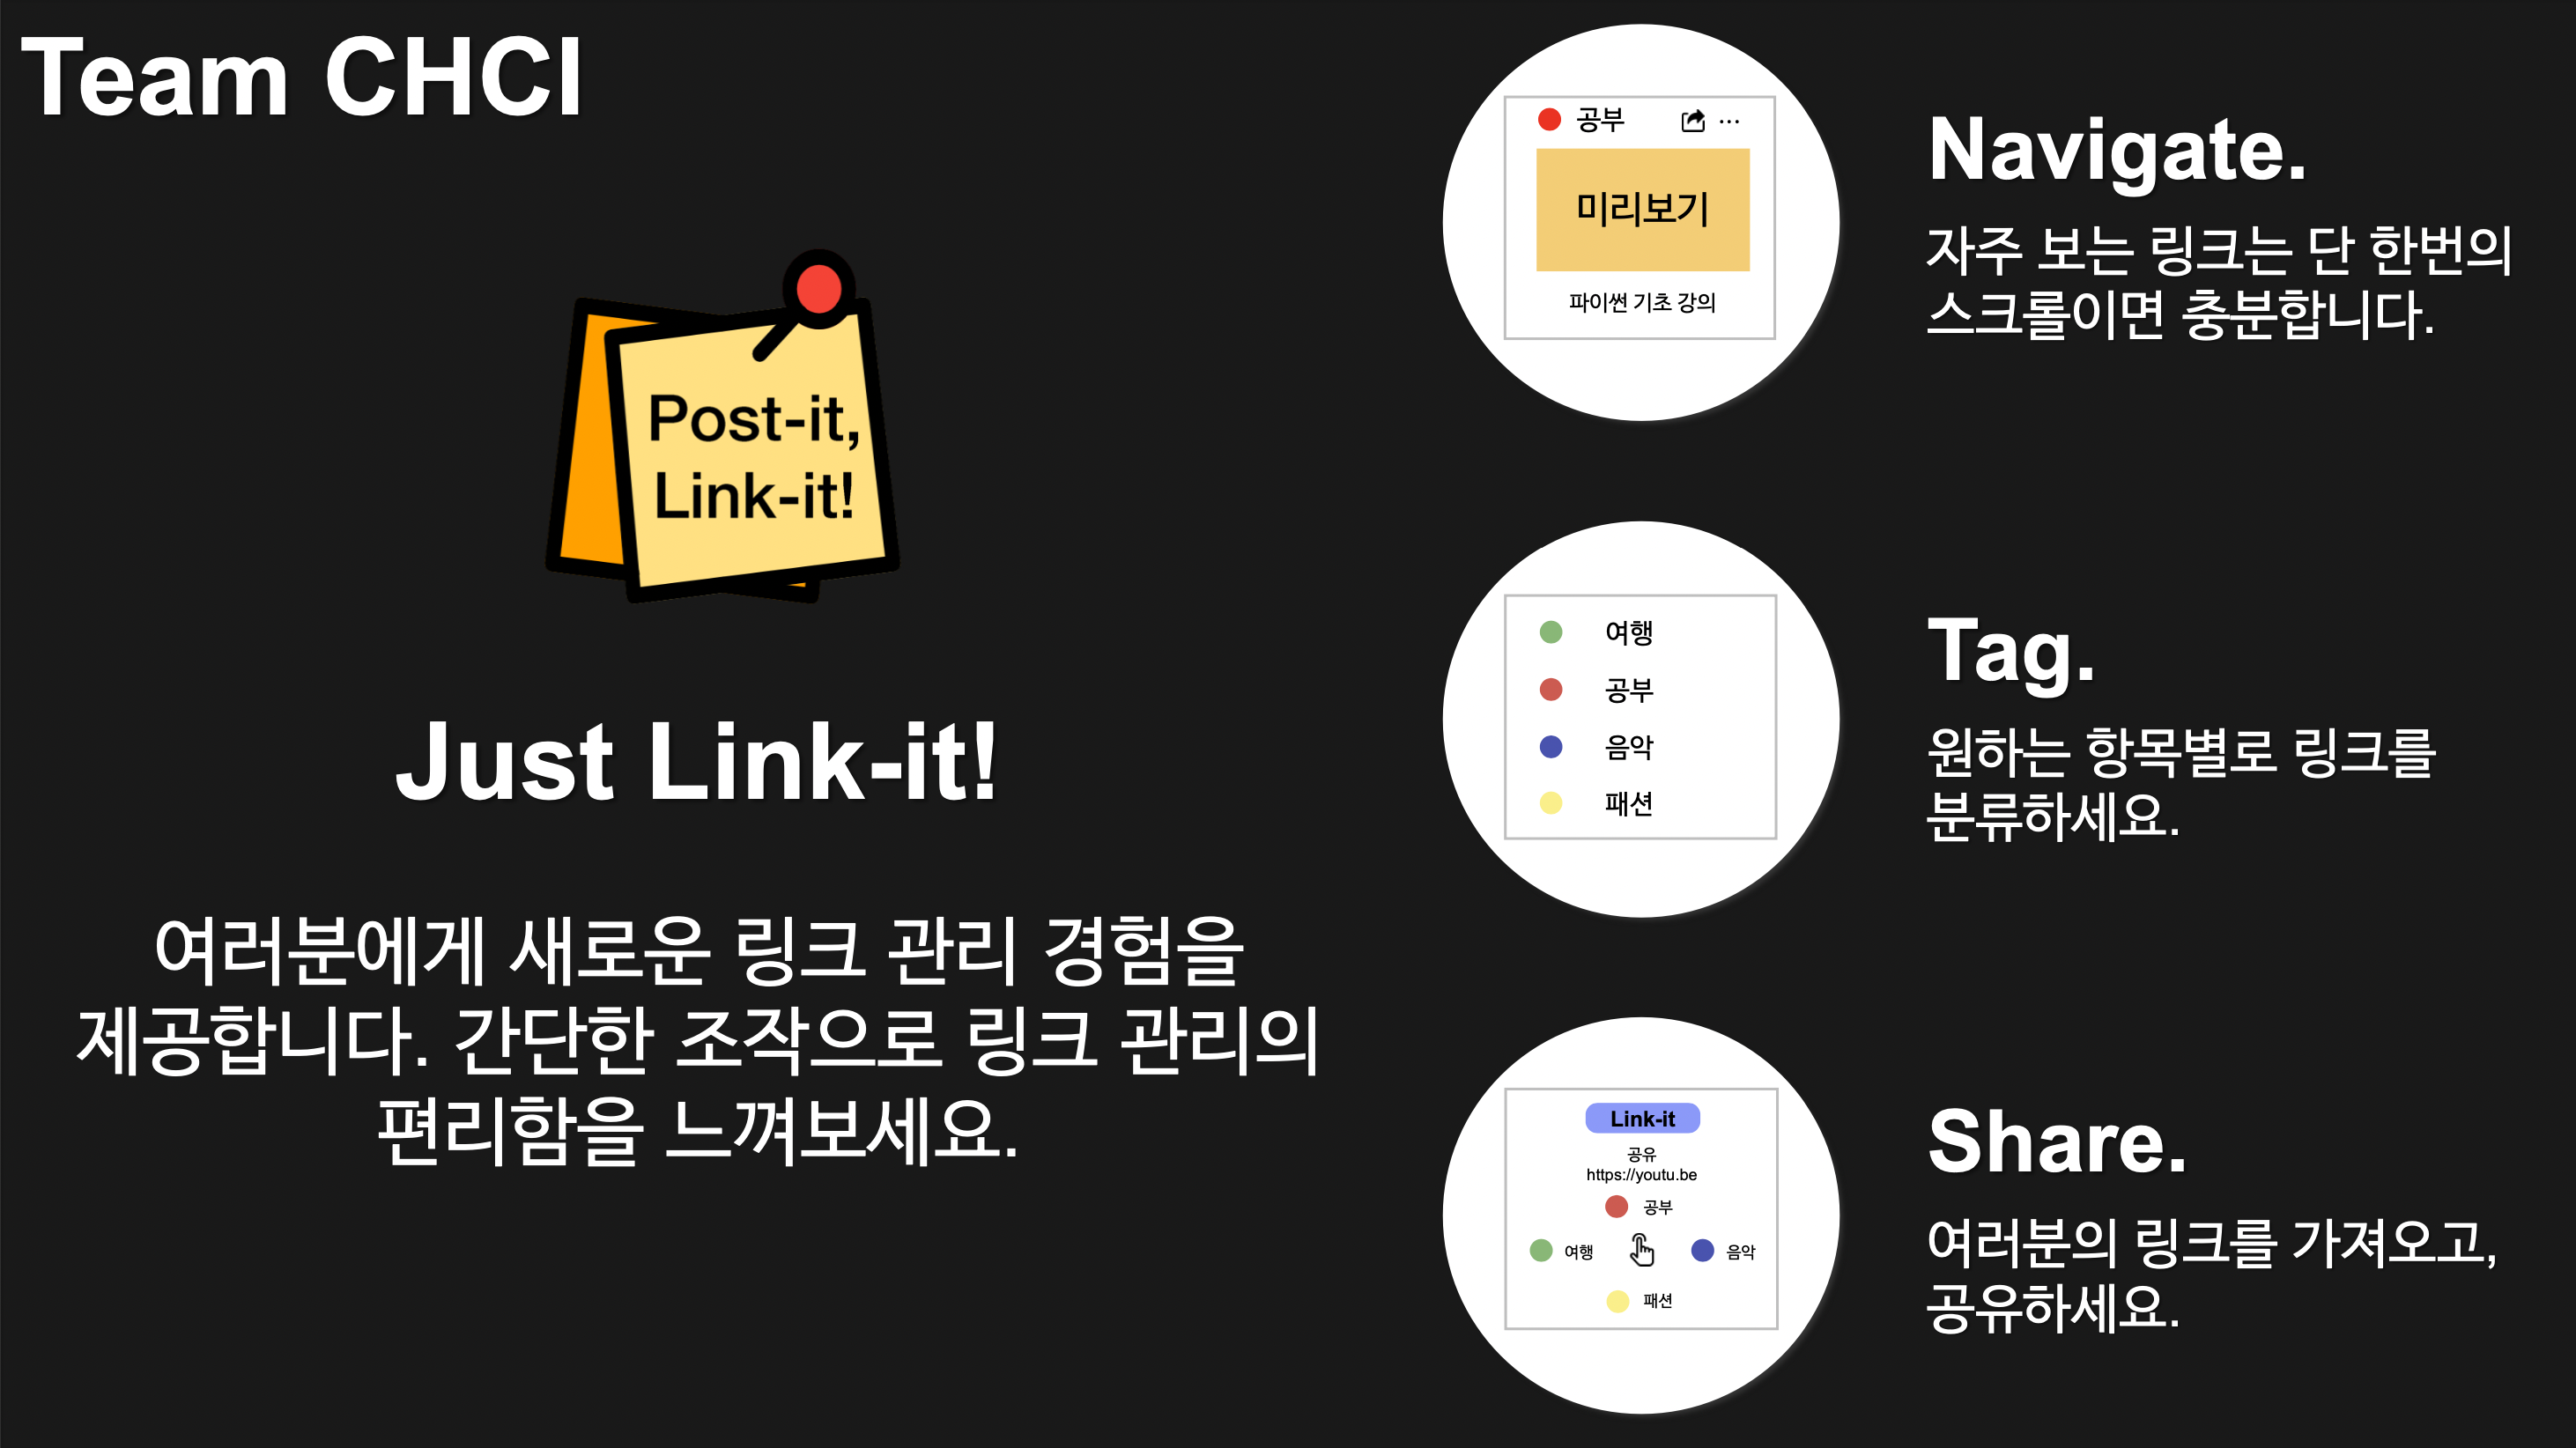 Team CHCI
Post-it,
Link-it!
Just Link-it!
여러분에게 새로운 링크 관리 경험을
제공합니다. 간단한 조작으로 링크 관리의
편리함을 느껴보세요.
공부 ...
미리보기
파이썬 기초 강의
Navigate.
자주 보는 링크는 단 한번의
스크롤이면 충분합니다.
여행
공부
음악
패션
Tag.
원하는 항목별로 링크를
분류하세요.
Link-it
공유
https://youtu.be
공부
여행 음악
패션
Share.
여러분의 링크를 가져오고,
공유하세요.